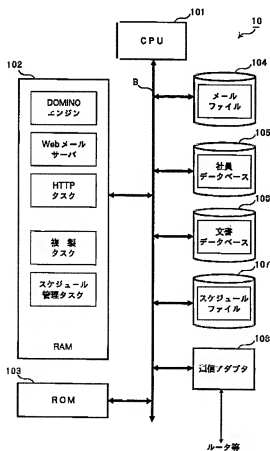 101
10
CPU
102
B
104
DOMINO
エンジン
メール
ファイル
Webメール
サーバ
105
社員
データベース
HTTP
タスク
106
文書
データベース
複 製
タスク
107
スケジュール
管理タスク
スケジュール
ファイル
RAM
108
103
通信アダプタ
ROM
ルータ等